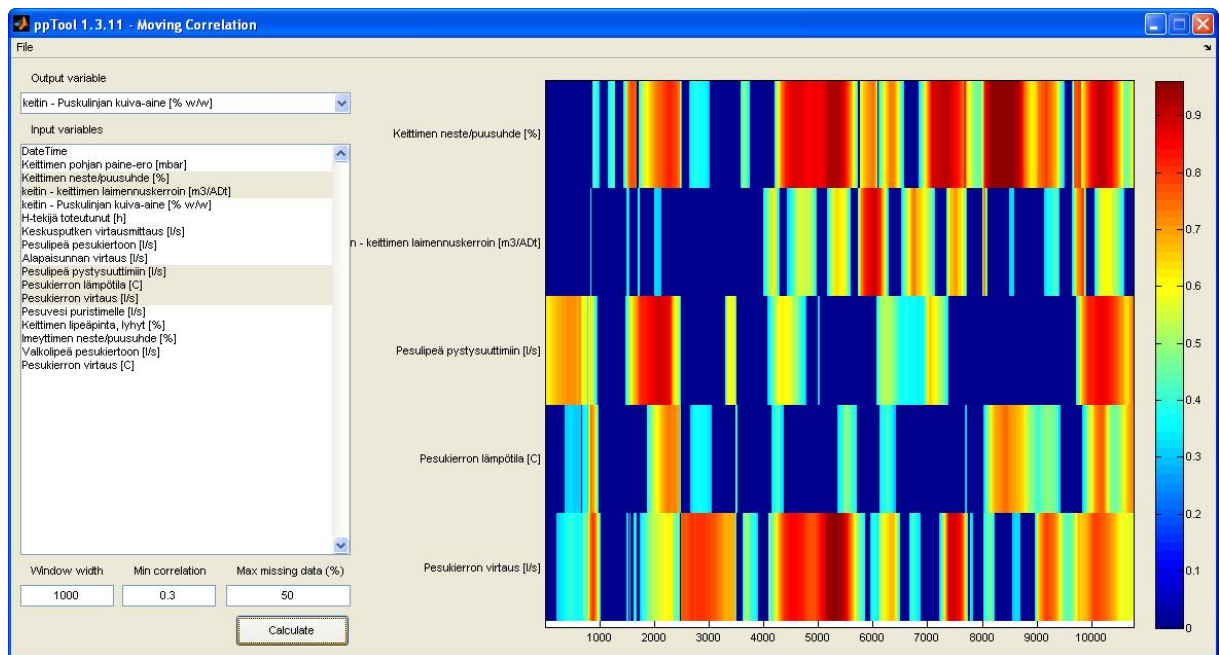 ppTool 1.3.11 - Moving Correlation
File
Output variable
keitin - Puskulinjan kuiva-aine [% w/w]
Input variables
DateTime
Keittimen pohjan paine-ero [mbar]
Keittimen neste/puusuhde [%]
keitin - keittimen laimennuskerroin [m3/ADt]
keitin - Puskulinjan kuiva-aine [% w/w]
H-tekijä toteutunut [h]
Keskusputken virtausmittaus [l/s]
Pesulipeä pesukiertoon [l/s]
Alapaisunnan virtaus [l/s]
Pesulipeä pystysuuttimiin [l/s]
Pesukierron lämpötila [C]
Pesukierron virtaus [l/s]
Pesuvesi puristimelle [l/s]
Keittimen lipeäpinta, lyhyt [%]
Imeyttimen neste/puusuhde [%]
Valkolipeä pesukiertoon [l/s]
Pesukierron virtaus [C]
Window width
Min correlation
Max missing data (%)
1000
0.3
50
Calculate
Keittimen neste/puusuhde [%]
n - keittimen laimennuskerroin [m3/ADt]
Pesulipeä pystysuuttimiin [l/s]
Pesukierron lämpötila [C]
Pesukierron virtaus [l/s]
1000 2000 3000 4000 5000 6000 7000 8000 9000 10000
0.9
0.8
0.7
0.6
0.5
0.4
0.3
0.2
0.1
0